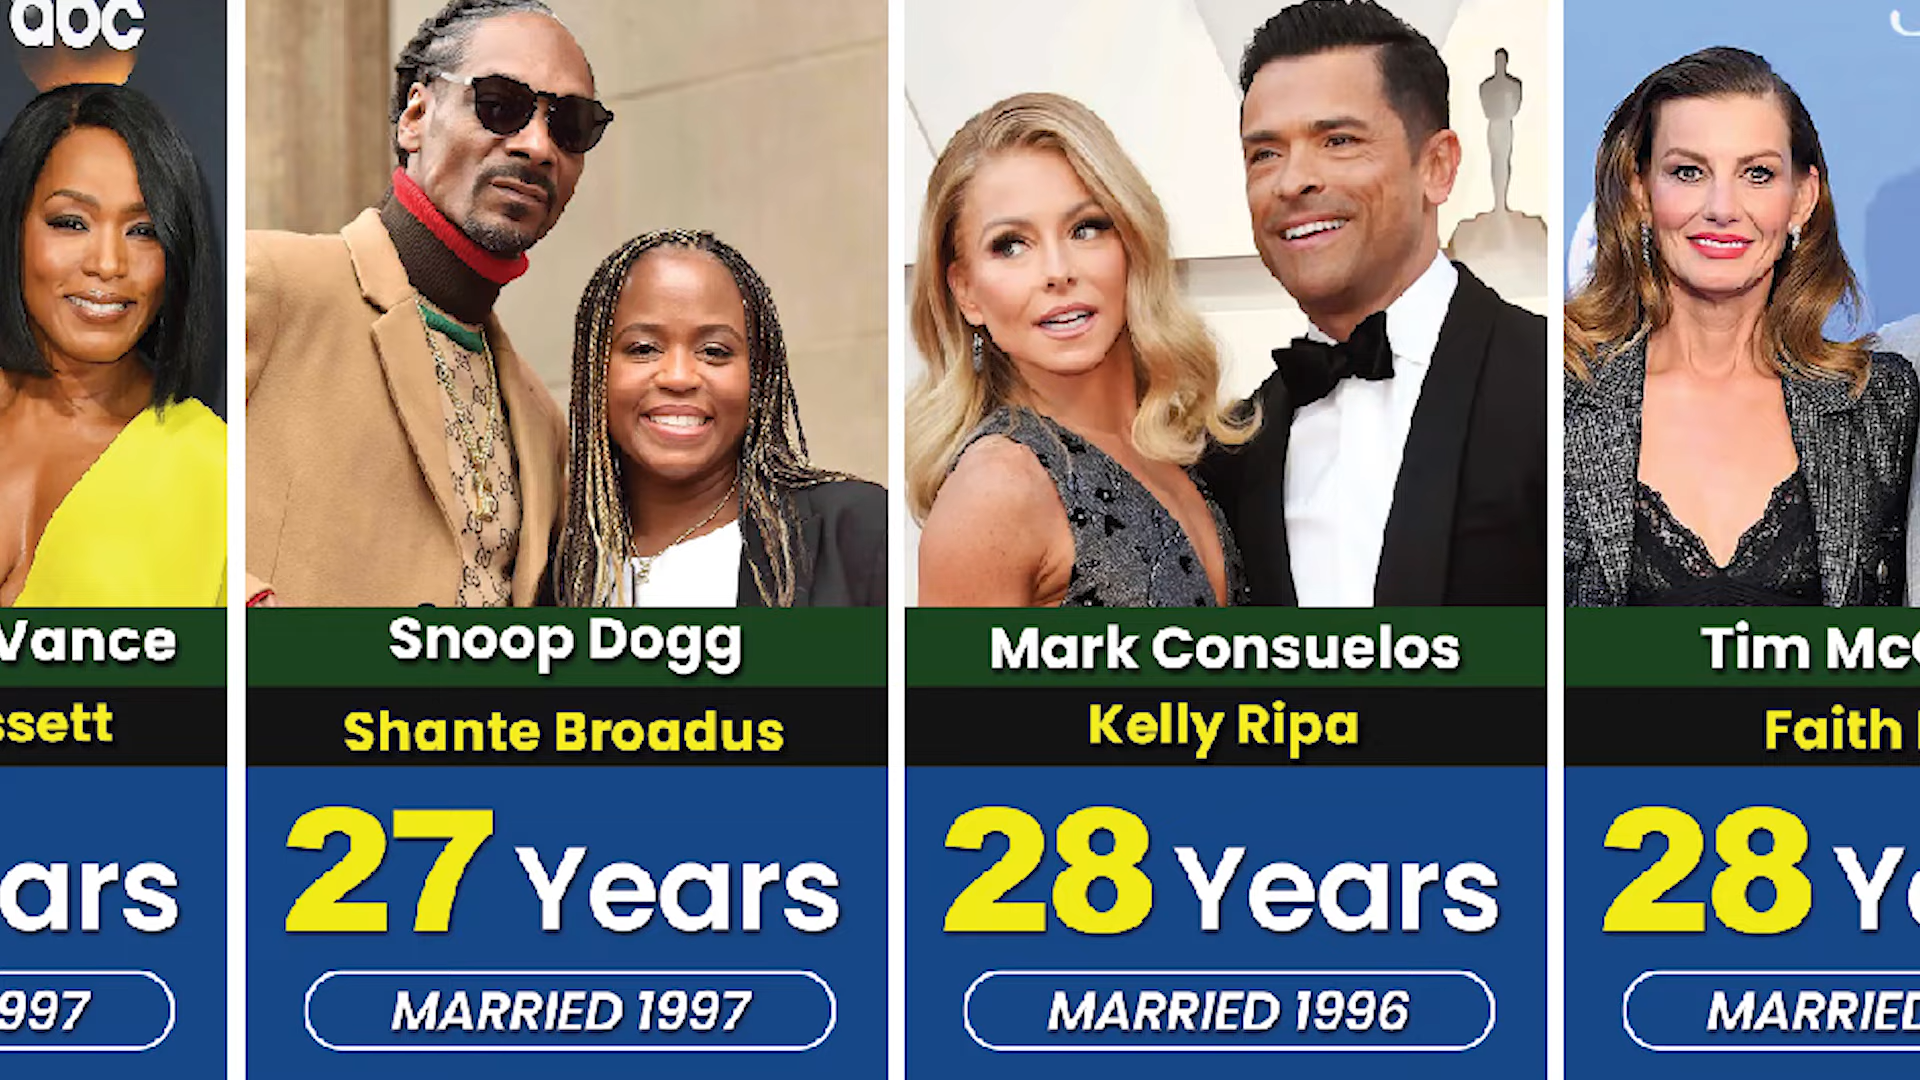 abc
Vance
ssett
ars
997
Snoop Dogg
Shante Broadus
27 Years
MARRIED 1997
Mark Consuelos
Kelly Ripa
28 Years
MARRIED 1996
Tim Mc
Faith
28 Ye
MARRIED